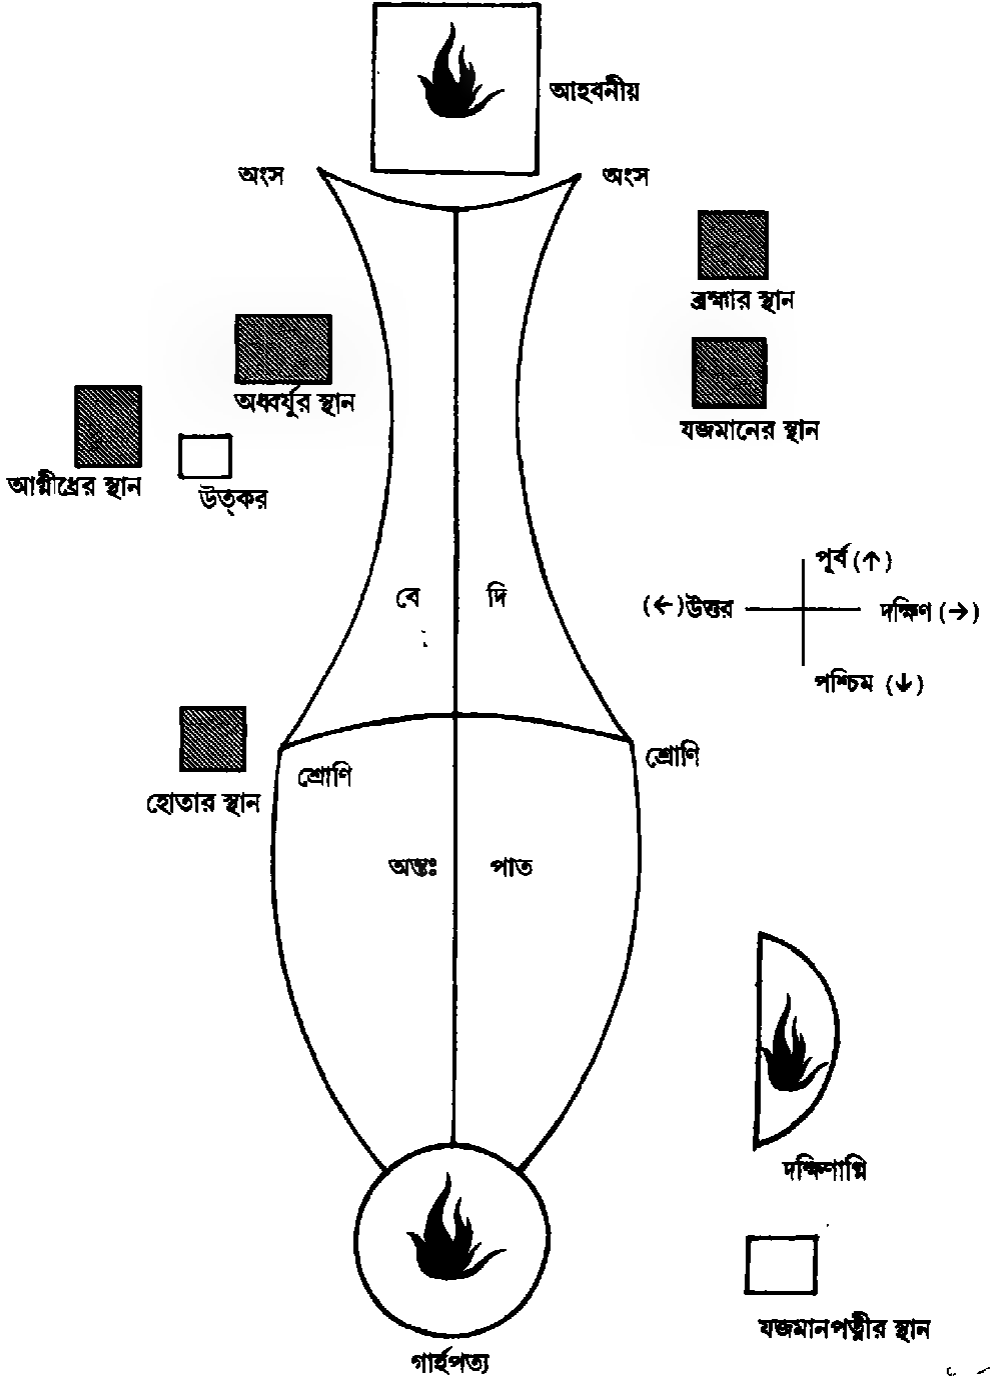 আহবনীয়
অংস
অংস
ব্রহ্মার স্থান
অধ্বর্যুর স্থান
যজমানের স্থান
আগ্নীধ্রের স্থান
উত্কর
পূর্ব (↑)
বে দি
(←) উত্তর
দক্ষিণ (→)
পশ্চিম (↓)
শ্রোণি
শ্রোণি
হোতার স্থান
অন্তঃ পাত
দক্ষিণাগ্নি
যজমানপত্নীর স্থান
গার্হপত্য